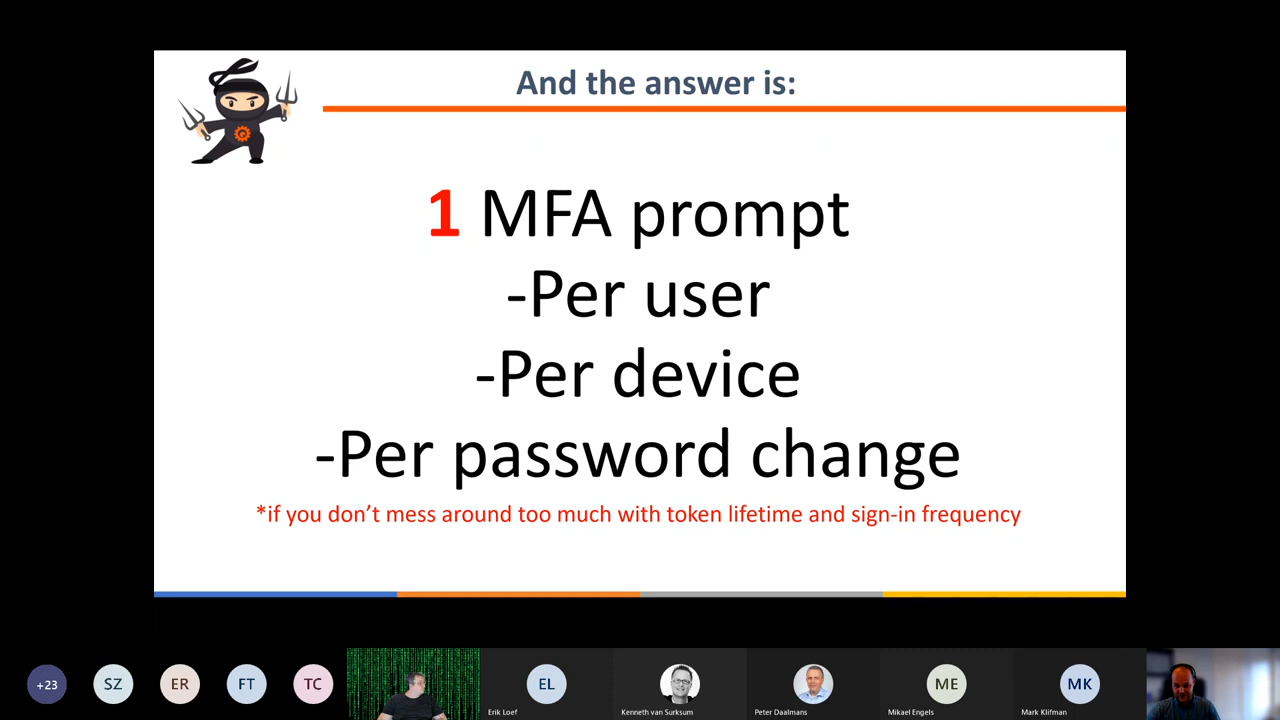 And the answer is:
1 MFA prompt
-Per user
-Per device
-Per password change
*if you don't mess around too much with token lifetime and sign-in frequency
+23
SZ
ER
FT
TC
EL
ME
MK
Erik Loef
Kenneth van Surksum
Peter Daalmans
Mikael Engels
Mark Klifman